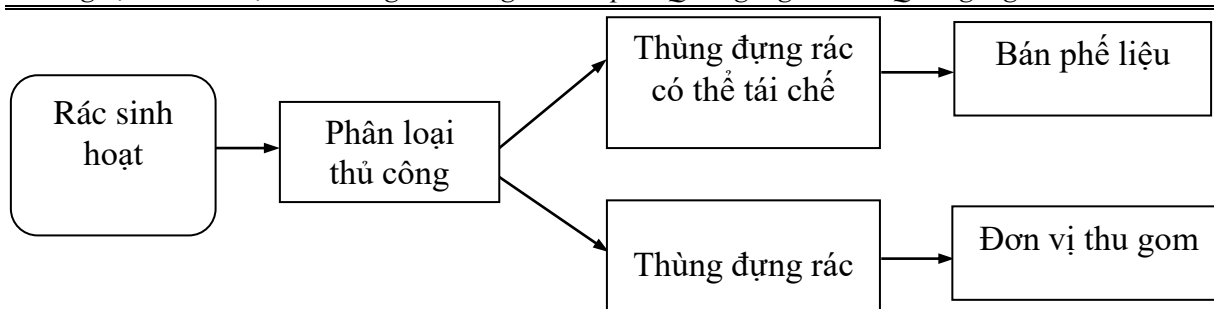 Rác sinh
hoạt
Phân loại
thủ công
Thùng đựng rác
có thể tái chế
Bán phế liệu
Thùng đựng rác
Đơn vị thu gom